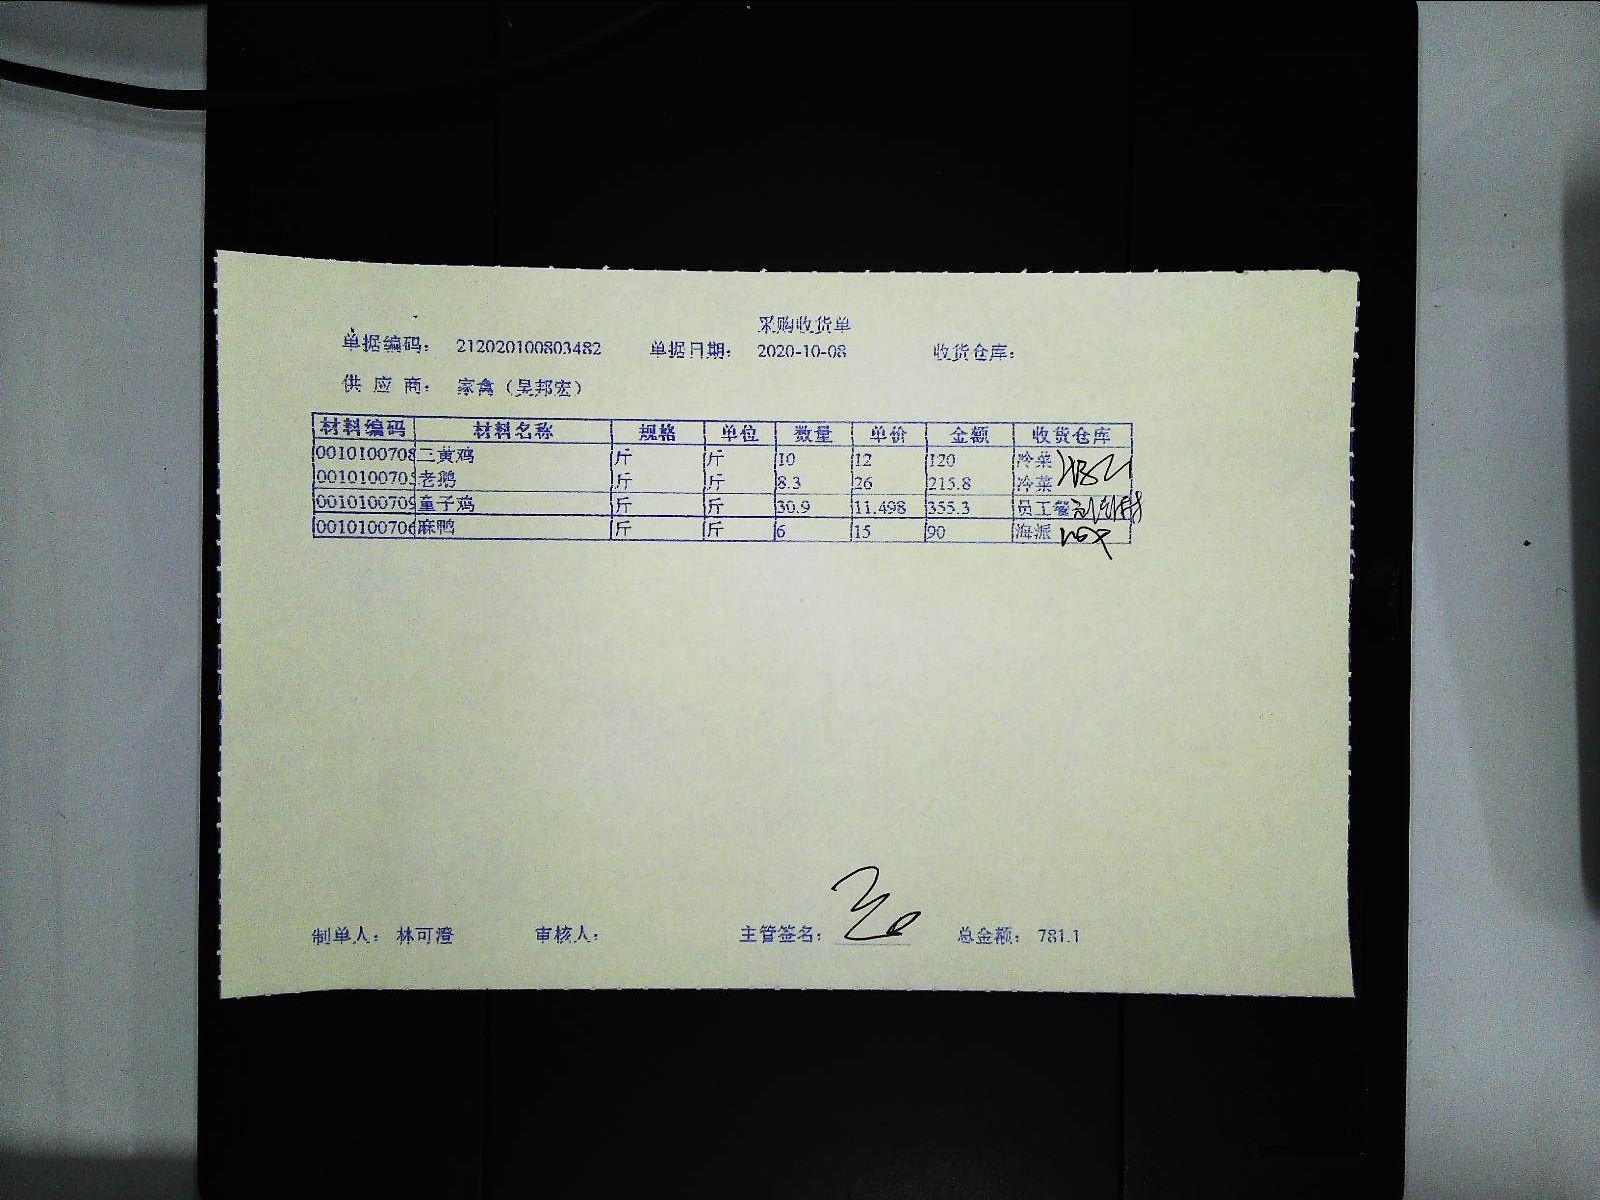 采购收货单
单据编码： 212020100803482 单据日期： 2020-10-08 收货仓库：
供 应 商： 家禽（吴邦宏）
材料编码 材料名称 规格 单位 数量 单价 金额 收货仓库
0010100708 三黄鸡 斤 斤 10 12 120 冷菜
001010070 老鹅 斤 斤 8.3 26 215.8 冷菜
0010100709 童子鸡 斤 斤 30.9 11.498 355.3 员工餐
0010100706 麻鸭 斤 斤 6 15 90 海派
制单人： 林可澄 审核人： 主管签名： 总金额： 781.1